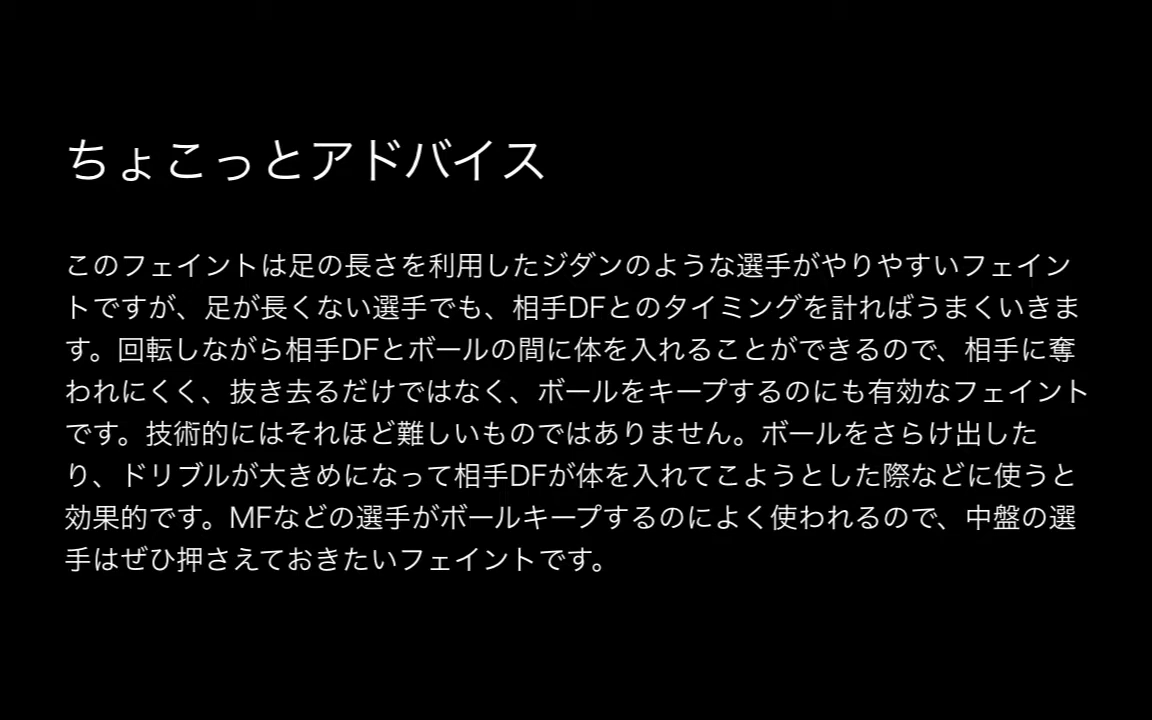 ちょこっとアドバイス
このフェイントは足の長さを利用したジダンのような選手がやりやすいフェイン
トですが、足が長くない選手でも、相手DFとのタイミングを計ればうまくいきま
す。回転しながら相手DFとボールの間に体を入れることができるので、相手に奪
われにくく、抜き去るだけではなく、ボールをキープするのにも有効なフェイント
です。技術的にはそれほど難しいものではありません。ボールをさらけ出した
り、ドリブルが大きめになって相手DFが体を入れてこようとした際などに使うと
効果的です。MFなどの選手がボールキープするのによく使われるので、中盤の選
手はぜひ押さえておきたいフェイントです。